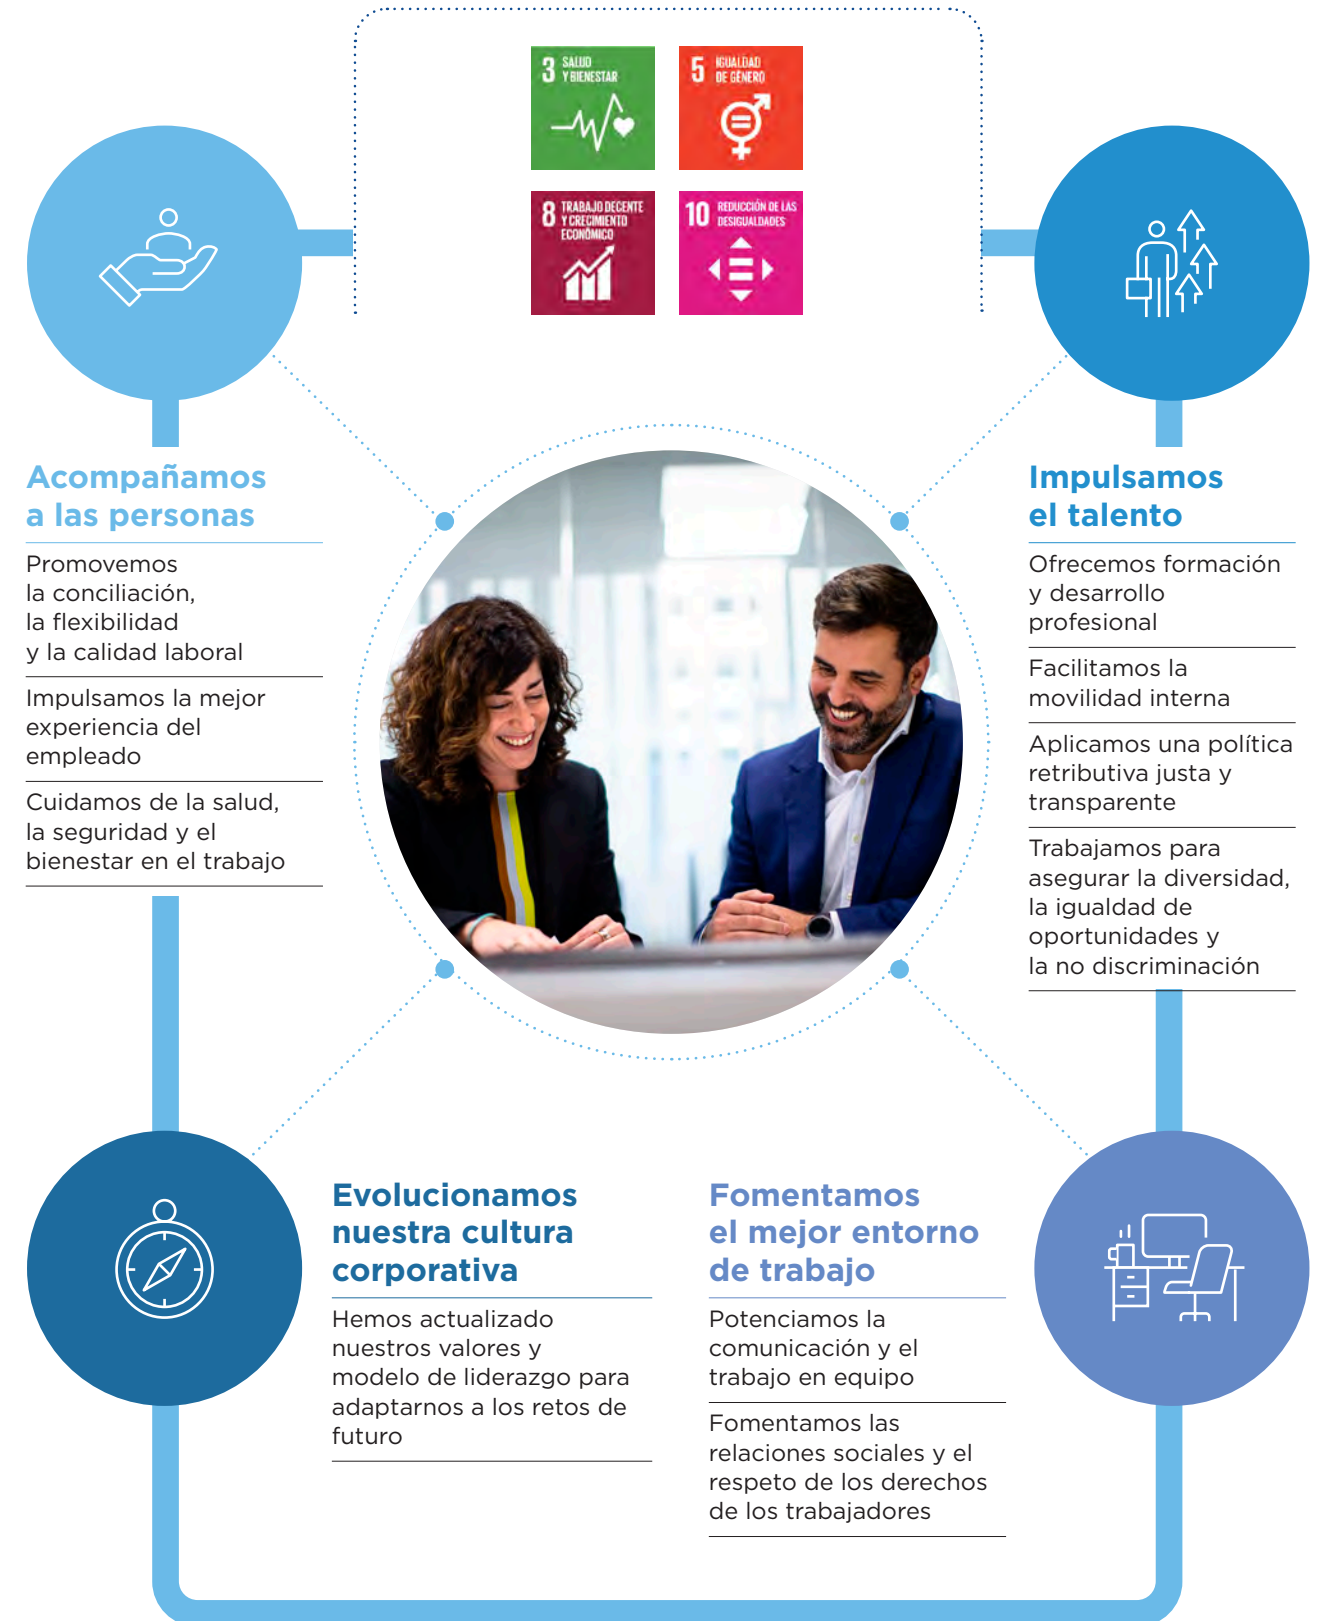 3 SALUD
Y BIENESTAR
5 IGUALDAD
DE GÉNERO
8 TRABAJO DECENTE
Y CRECIMIENTO
ECONÓMICO
10 REDUCCIÓN DE LAS
DESIGUALDADES
Acompañamos
a las personas
Promovemos
la conciliación,
la flexibilidad
y la calidad laboral
Impulsamos la mejor
experiencia del
empleado
Cuidamos de la salud,
la seguridad y el
bienestar en el trabajo
Impulsamos
el talento
Ofrecemos formación
y desarrollo
profesional
Facilitamos la
movilidad interna
Aplicamos una política
retributiva justa y
transparente
Trabajamos para
asegurar la diversidad,
la igualdad de
oportunidades y
la no discriminación
Evolucionamos
nuestra cultura
corporativa
Hemos actualizado
nuestros valores y
modelo de liderazgo para
adaptarnos a los retos de
futuro
Fomentamos
el mejor entorno
de trabajo
Potenciamos la
comunicación y el
trabajo en equipo
Fomentamos las
relaciones sociales y el
respeto de los derechos
de los trabajadores